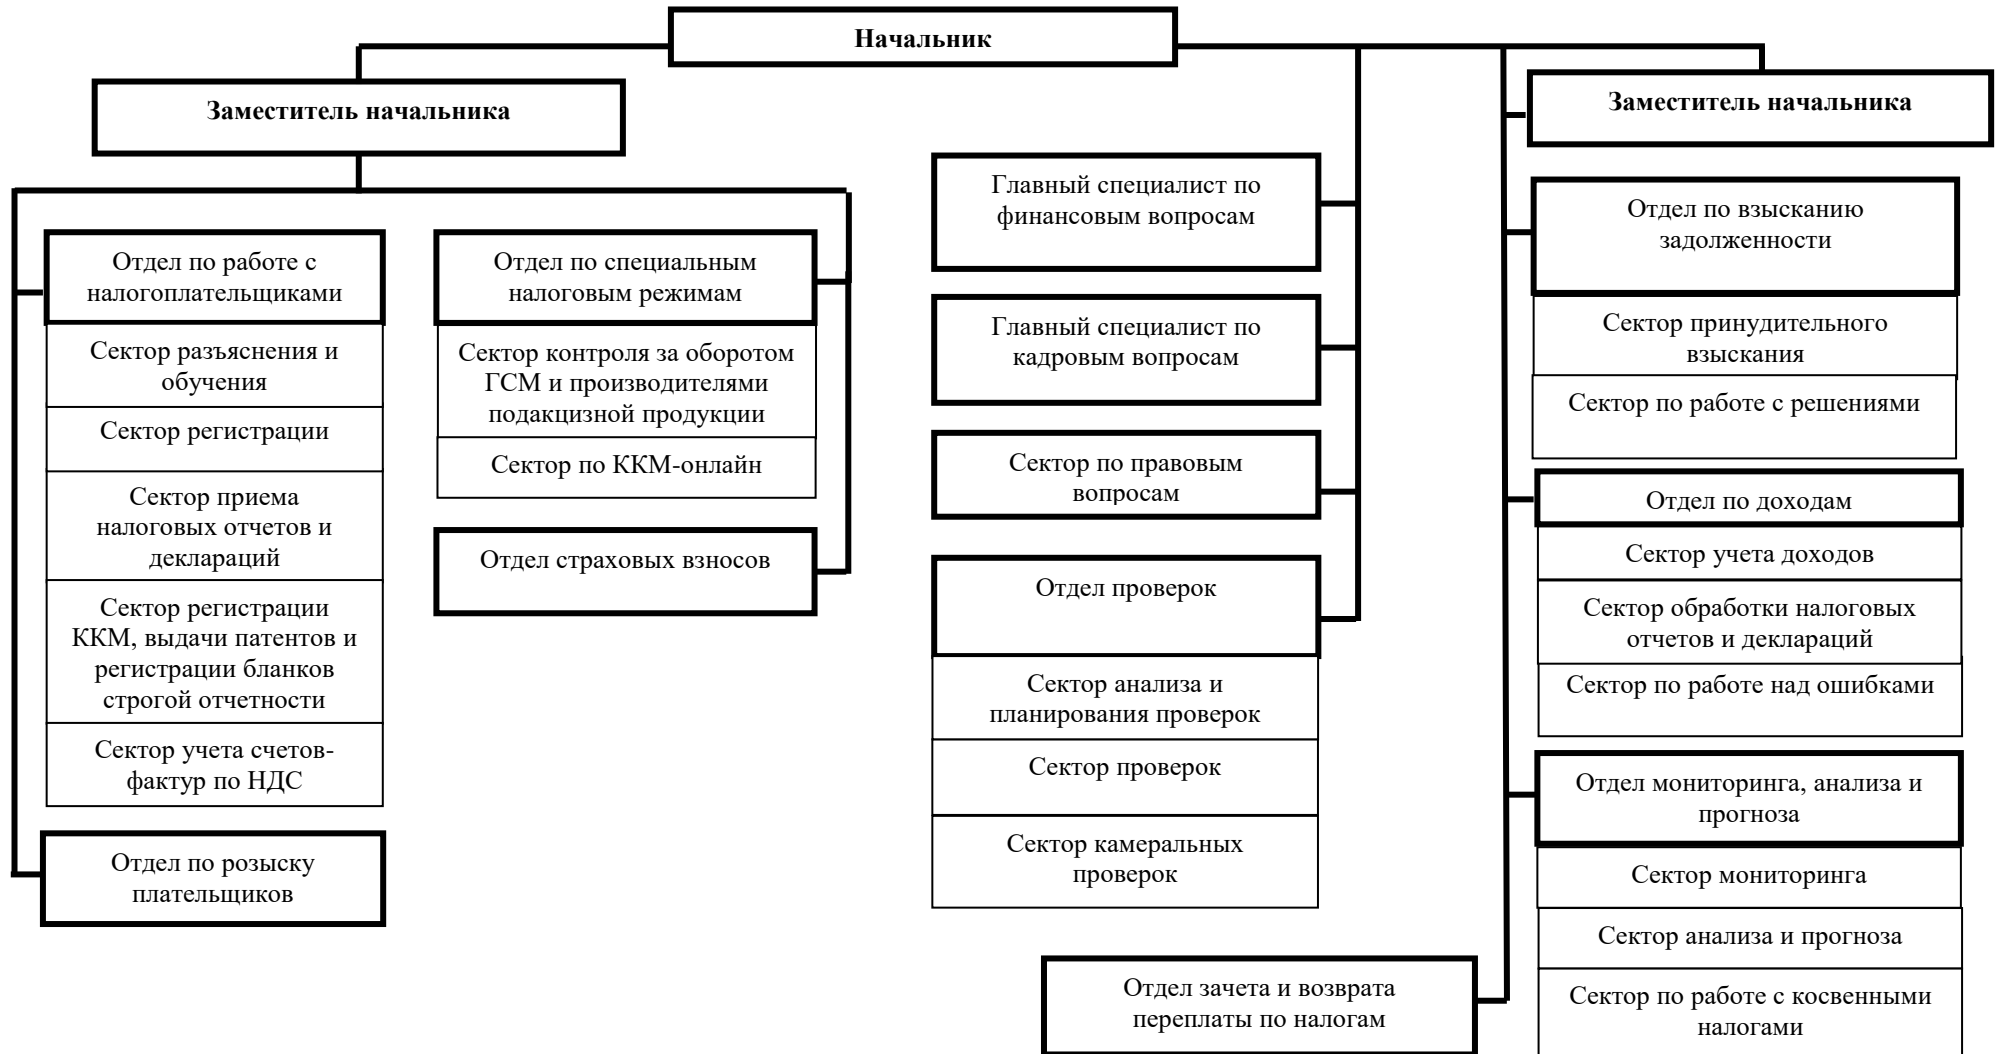 Начальник
Заместитель начальника
Отдел по работе с
налогоплательщиками
Сектор разъяснения и
обучения
Сектор регистрации
Сектор приема
налоговых отчетов и
деклараций
Сектор регистрации
ККМ, выдачи патентов и
регистрации бланков
строгой отчетности
Сектор учета счетов-
фактур по НДС
Отдел по розыску
плательщиков
Отдел по специальным
налоговым режимам
Сектор контроля за оборотом
ГСМ и производителями
подакцизной продукции
Сектор по ККМ-онлайн
Отдел страховых взносов
Главный специалист по
финансовым вопросам
Главный специалист по
кадровым вопросам
Сектор по правовым
вопросам
Отдел проверок
Сектор анализа и
планирования проверок
Сектор проверок
Сектор камеральных
проверок
Заместитель начальника
Отдел по взысканию
задолженности
Сектор принудительного
взыскания
Сектор по работе с решениями
Отдел по доходам
Сектор учета доходов
Сектор обработки налоговых
отчетов и деклараций
Сектор по работе над ошибками
Отдел мониторинга, анализа и
прогноза
Сектор мониторинга
Сектор анализа и прогноза
Сектор по работе с косвенными
налогами
Отдел зачета и возврата
переплаты по налогам